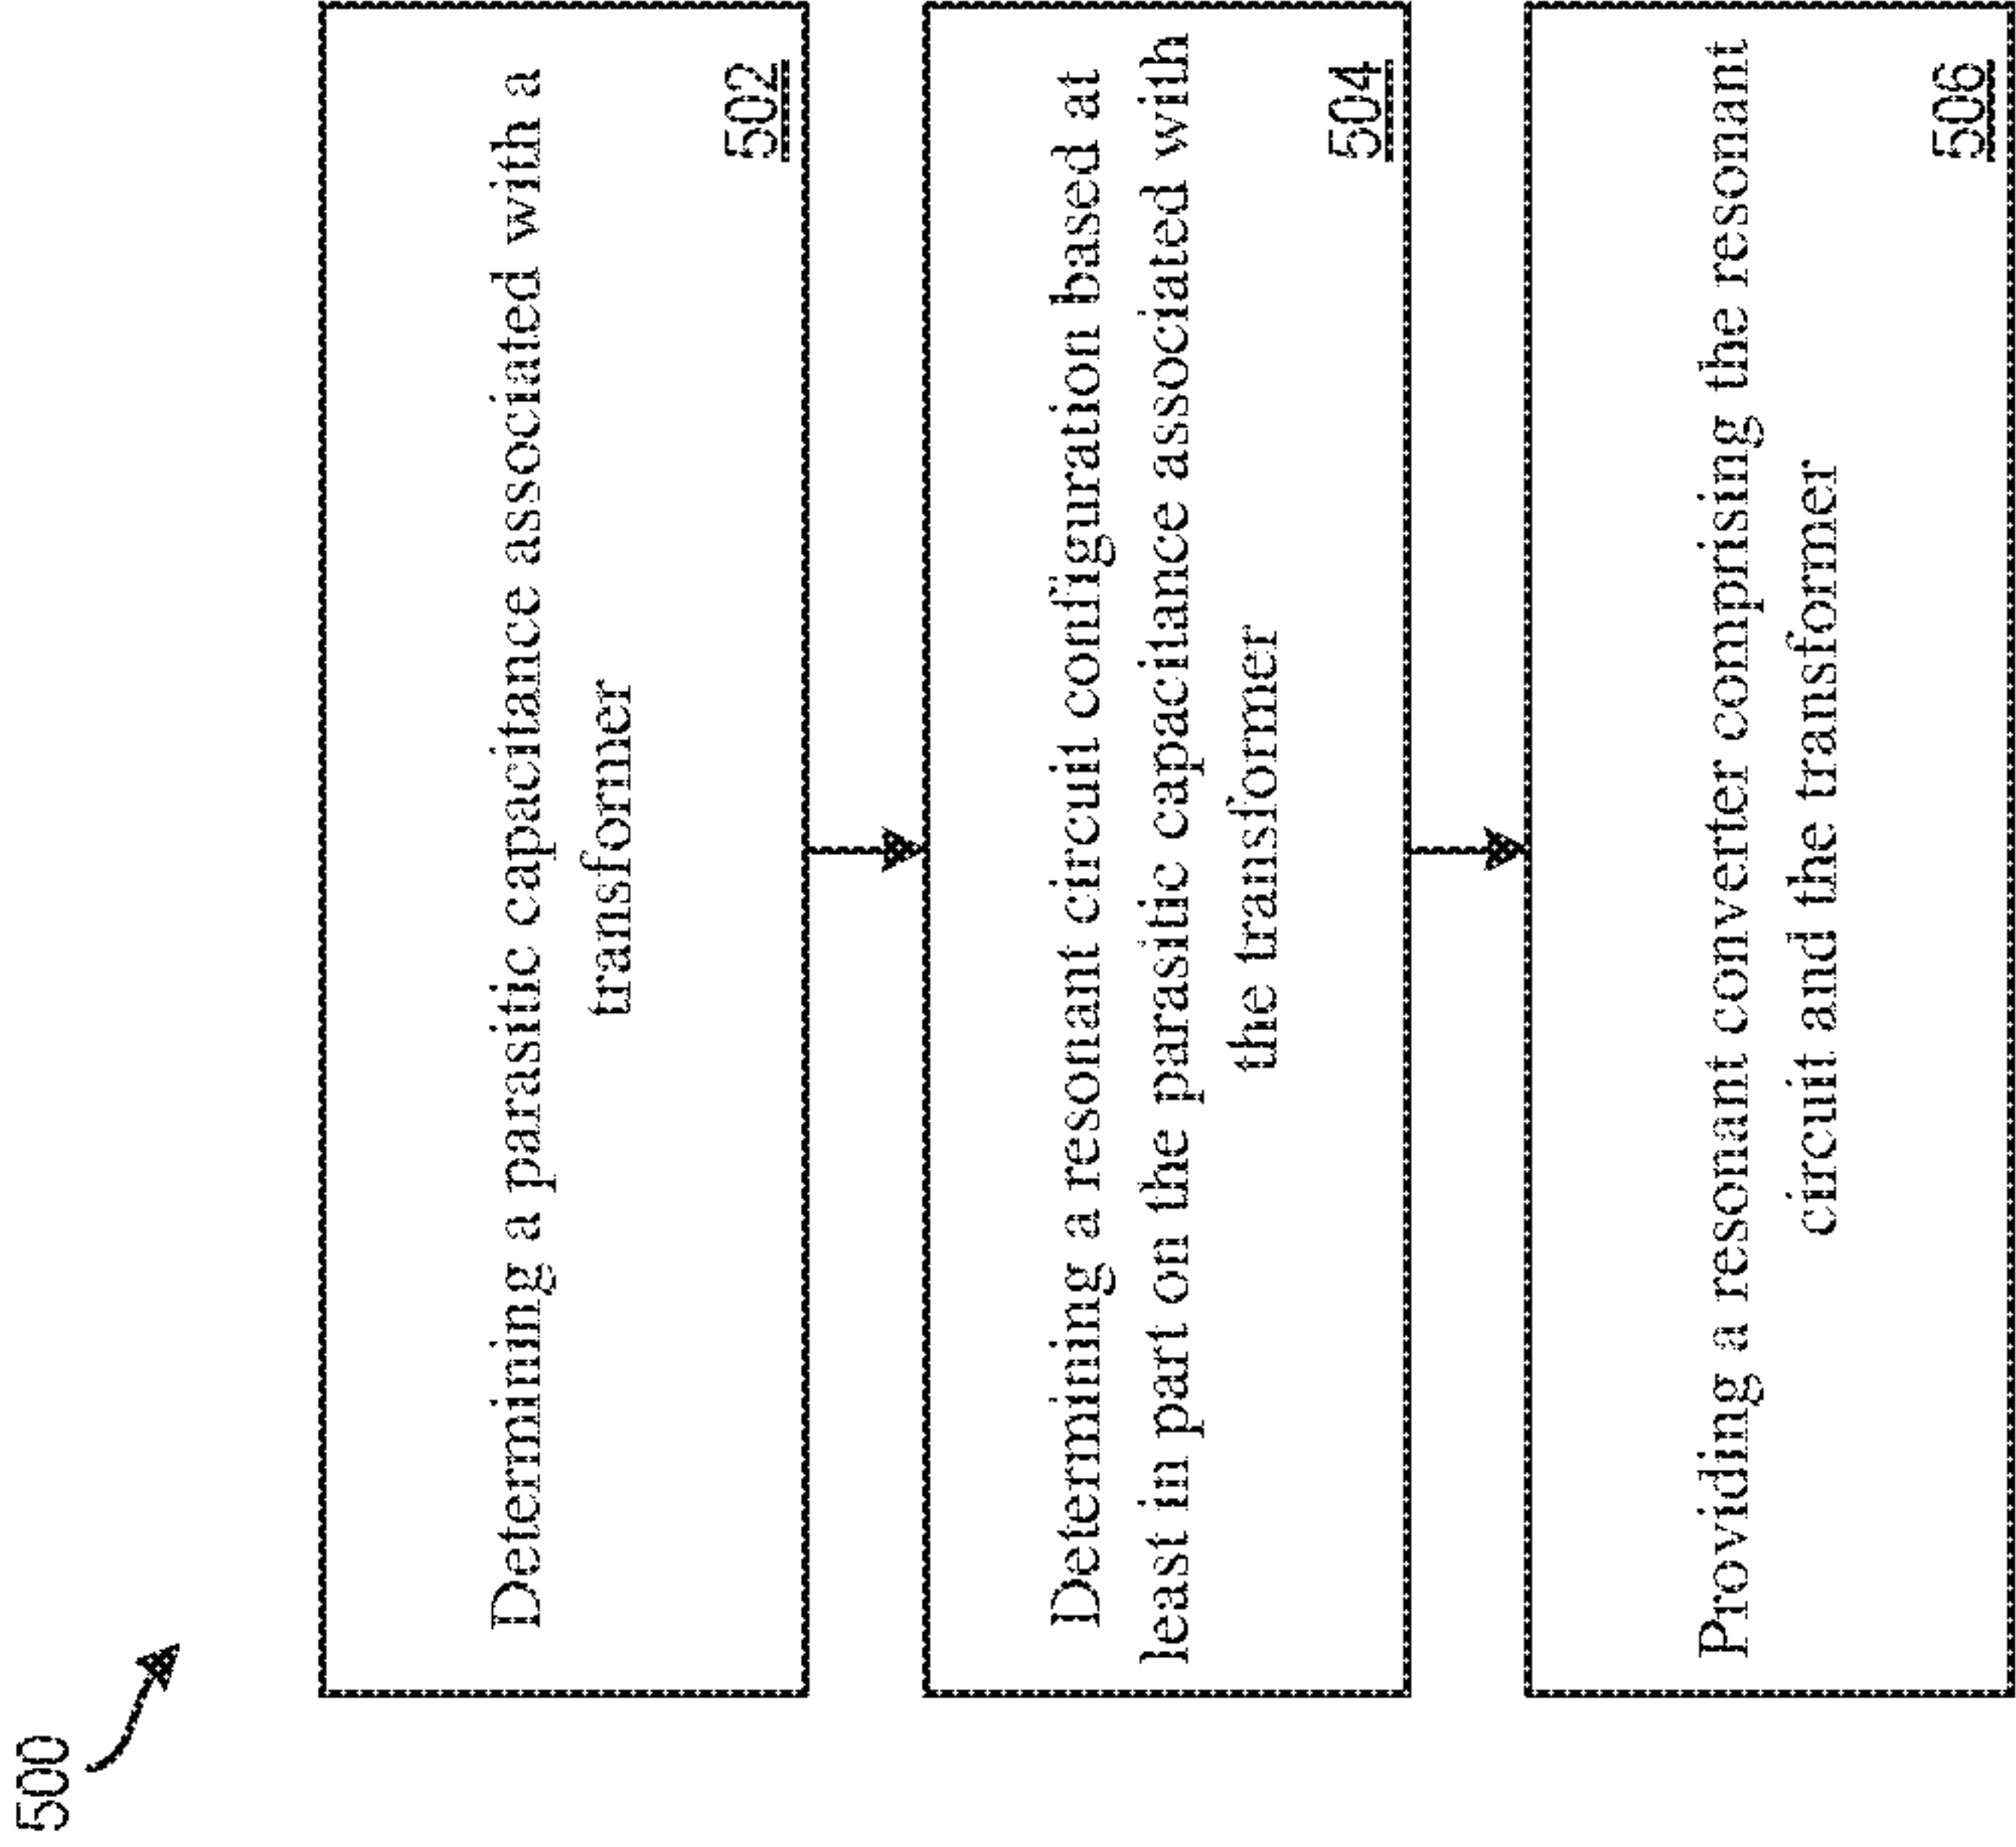 500
Determining a parasitic capacitance associated with a
transformer
502
Determining a resonant circuit configuration based at
least in part on the parasitic capacitance associated with
the transformer
504
Providing a resonant converter comprising the resonant
circuit and the transformer
506